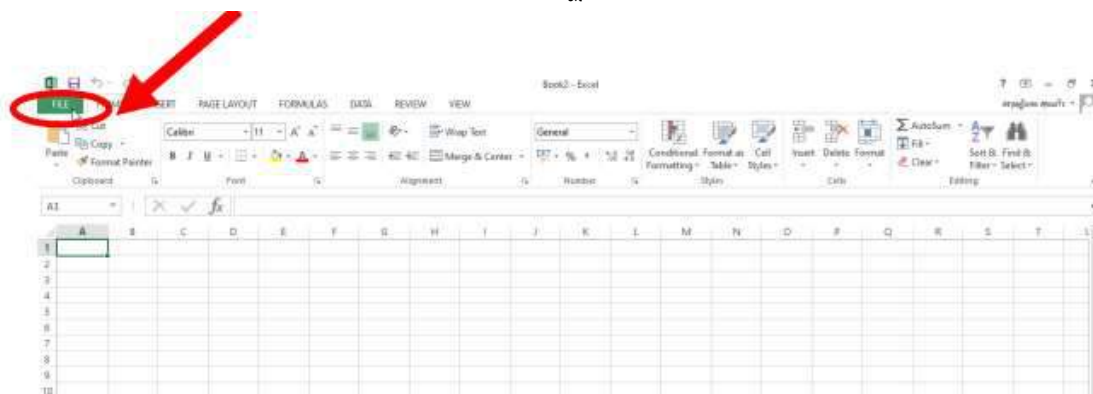 Book2 - Excel
FILE PAGE LAYOUT FORMULAS DATA REVIEW VIEW
Cut Calibri 11 A A Wrap Text General AutoSum
Copy Fill
Paste Format Painter B I U Merge & Center % Conditional Formatting Format as Table Cell Styles Insert Delete Format Clear Sort & Filter Find & Select
Clipboard Font Alignment Number Styles Cells Editing
A1 fx
A B C D E F G H I J K L M N O P Q R S T
1
2
3
4
5
6
7
8
9
10